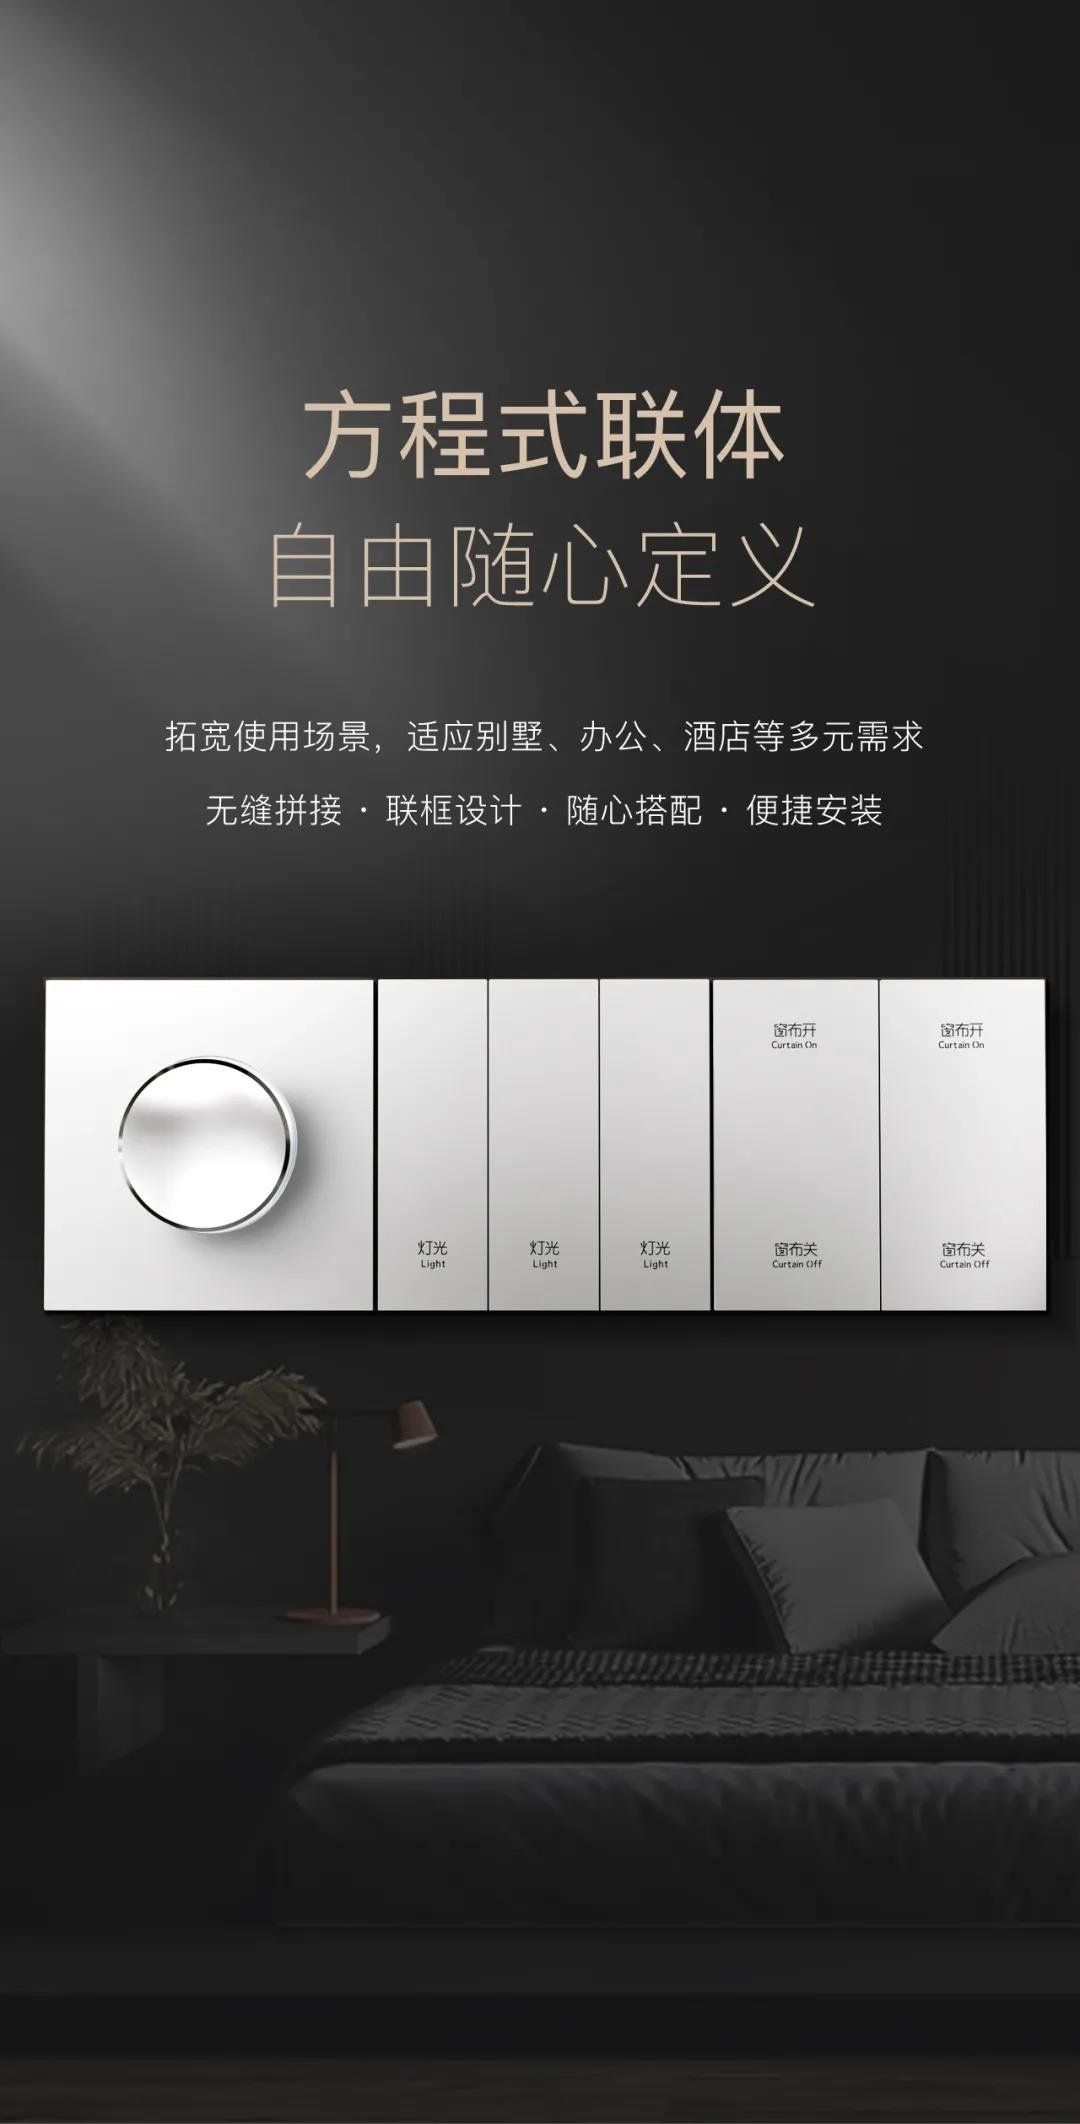 方程式联体
自由随心定义
拓宽使用场景，适应别墅、办公、酒店等多元需求
无缝拼接 · 联框设计 · 随心搭配 · 便捷安装
窗布开 窗布开
Curtain On Curtain On
灯光 灯光 灯光 窗布关 窗布关
Light Light Light Curtain Off Curtain Off